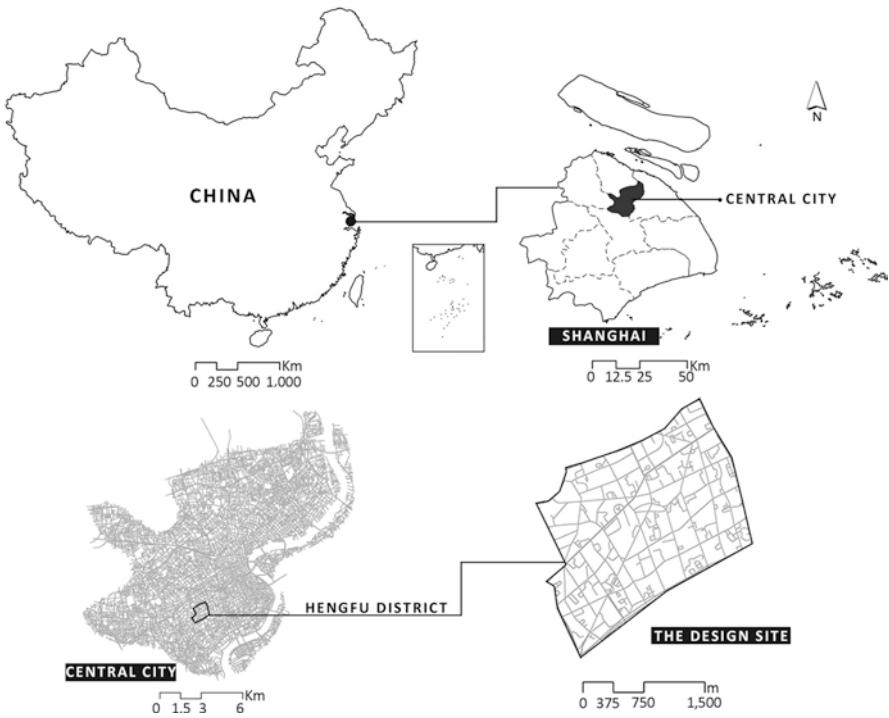 N
CHINA
CENTRAL CITY
SHANGHAI
Km
0 250 500 1.000
Km
0 12.5 25 50
HENGFU DISTRICT
THE DESIGN SITE
CENTRAL CITY
Km
0 1.5 3 6
m
0 375 750 1,500